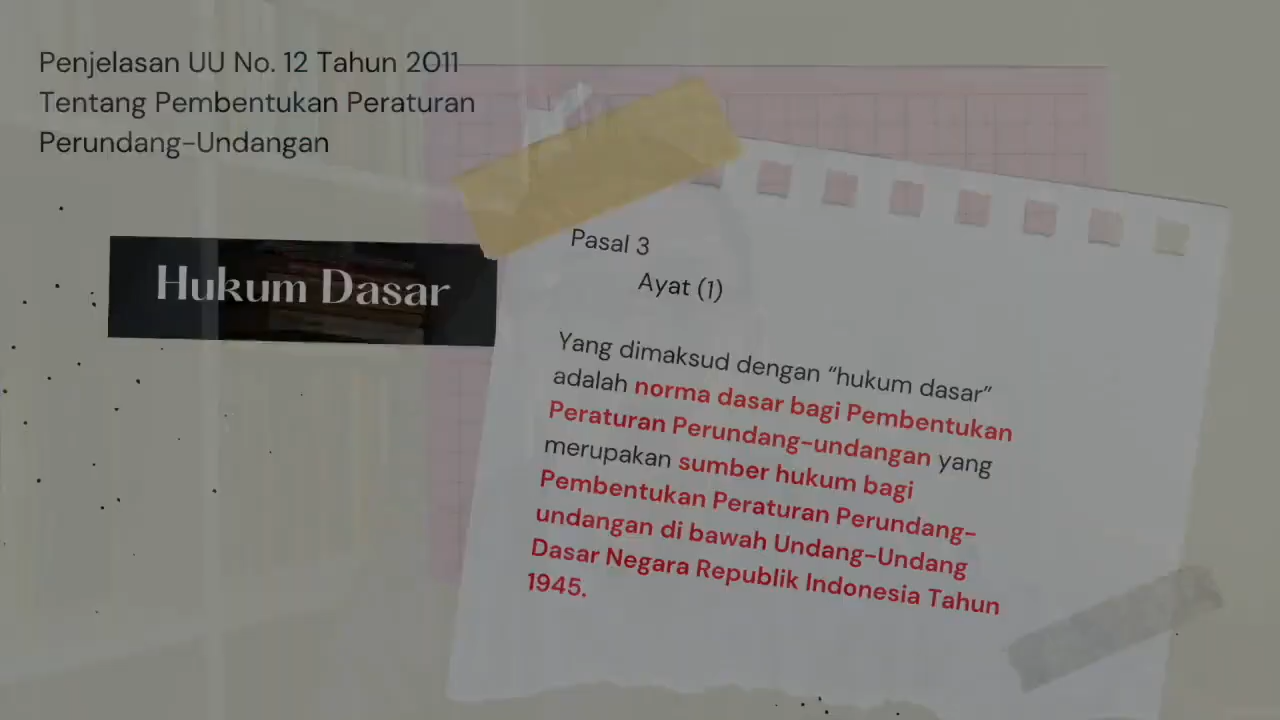 Penjelasan UU No. 12 Tahun 2011
Tentang Pembentukan Peraturan
Perundang-Undangan
Hukum Dasar
Pasal 3
Ayat (1)
Yang dimaksud dengan “hukum dasar”
adalah norma dasar bagi Pembentukan
Peraturan Perundang-undangan yang
merupakan sumber hukum bagi
Pembentukan Peraturan Perundang-
undangan di bawah Undang-Undang
Dasar Negara Republik Indonesia Tahun
1945.